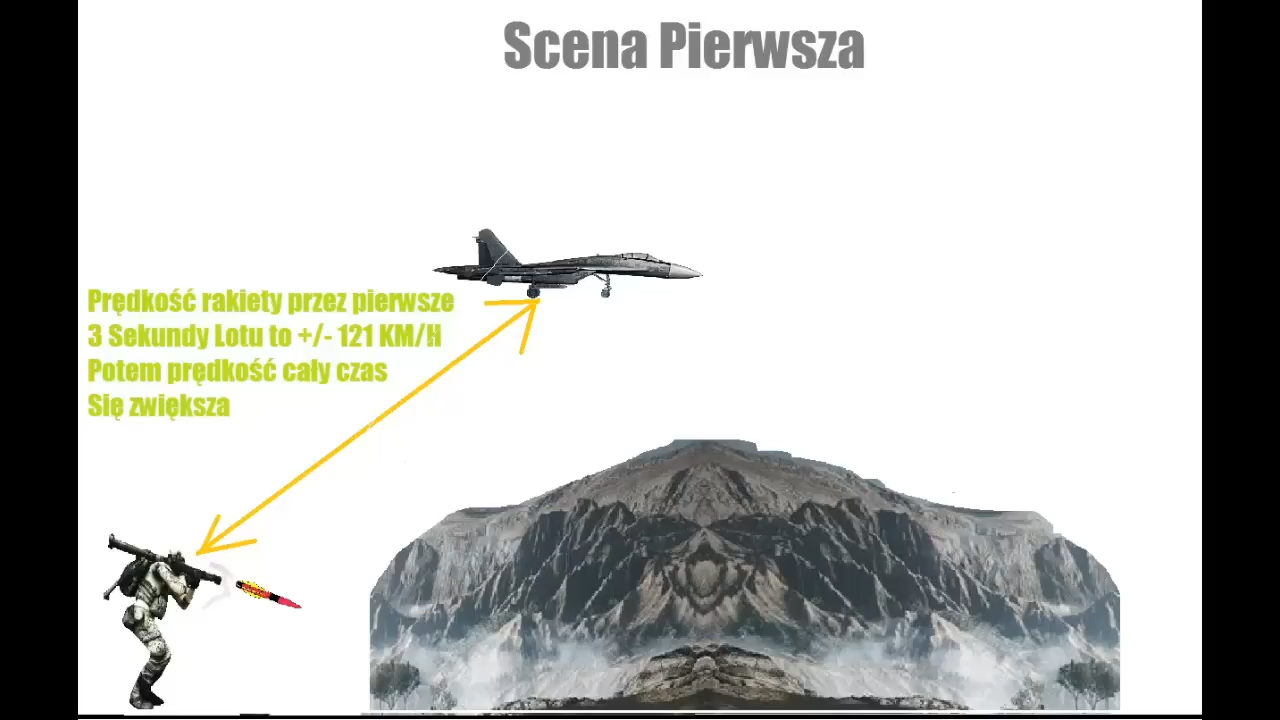 Scena Pierwsza
Prędkość rakiety przez pierwsze
3 Sekundy Lotu to +/- 121 KM/H
Potem prędkość cały czas
Się zwiększa